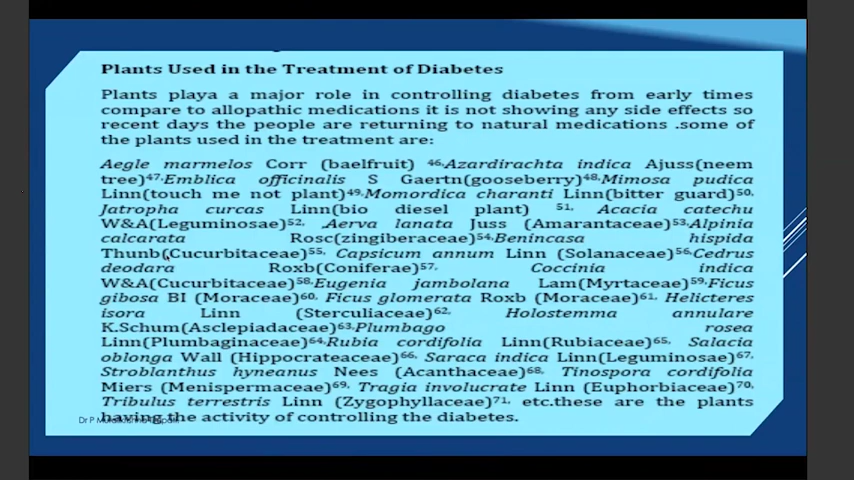 Plants Used in the Treatment of Diabetes
Plants playa a major role in controlling diabetes from early times
compare to allopathic medications it is not showing any side effects so
recent days the people are returning to natural medications .some of
the plants used in the treatment are:
Aegle marmelos Corr (baelfruit) 46.Azardirachta indica Ajuss(neem
tree)47.Emblica officinalis S Gaertn(gooseberry)48.Mimosa pudica
Linn(touch me not plant)49.Momordica charanti Linn(bitter guard)50.
Jatropha curcas Linn(bio diesel plant) 51. Acacia catechu
W&A(Leguminosae)52. .Aerva lanata Juss (Amarantaceae)53.Alpinia
calcarata Rosc(zingiberaceae)54.Benincasa hispida
Thunb(Cucurbitaceae)55. Capsicum annum Linn (Solanaceae)56.Cedrus
deodara Roxb(Coniferae)57. Coccinia indica
W&A(Cucurbitaceae)58.Eugenia jambolana Lam(Myrtaceae)59.Ficus
gibosa BI (Moraceae)60. Ficus glomerata Roxb (Moraceae)61. Helicteres
isora Linn (Sterculiaceae)62. Holostemma annulare
K.Schum(Asclepiadaceae)63.Plumbago rosea
Linn(Plumbaginaceae)64.Rubia cordifolia Linn(Rubiaceae)65. Salacia
oblonga Wall (Hippocrateaceae)66. Saraca indica Linn(Leguminosae)67.
Stroblanthus hyneanus Nees (Acanthaceae)68. Tinospora cordifolia
Miers (Menispermaceae)69. Tragia involucrate Linn (Euphorbiaceae)70.
Tribulus terrestris Linn (Zygophyllaceae)71. etc.these are the plants
having the activity of controlling the diabetes.
Dr P